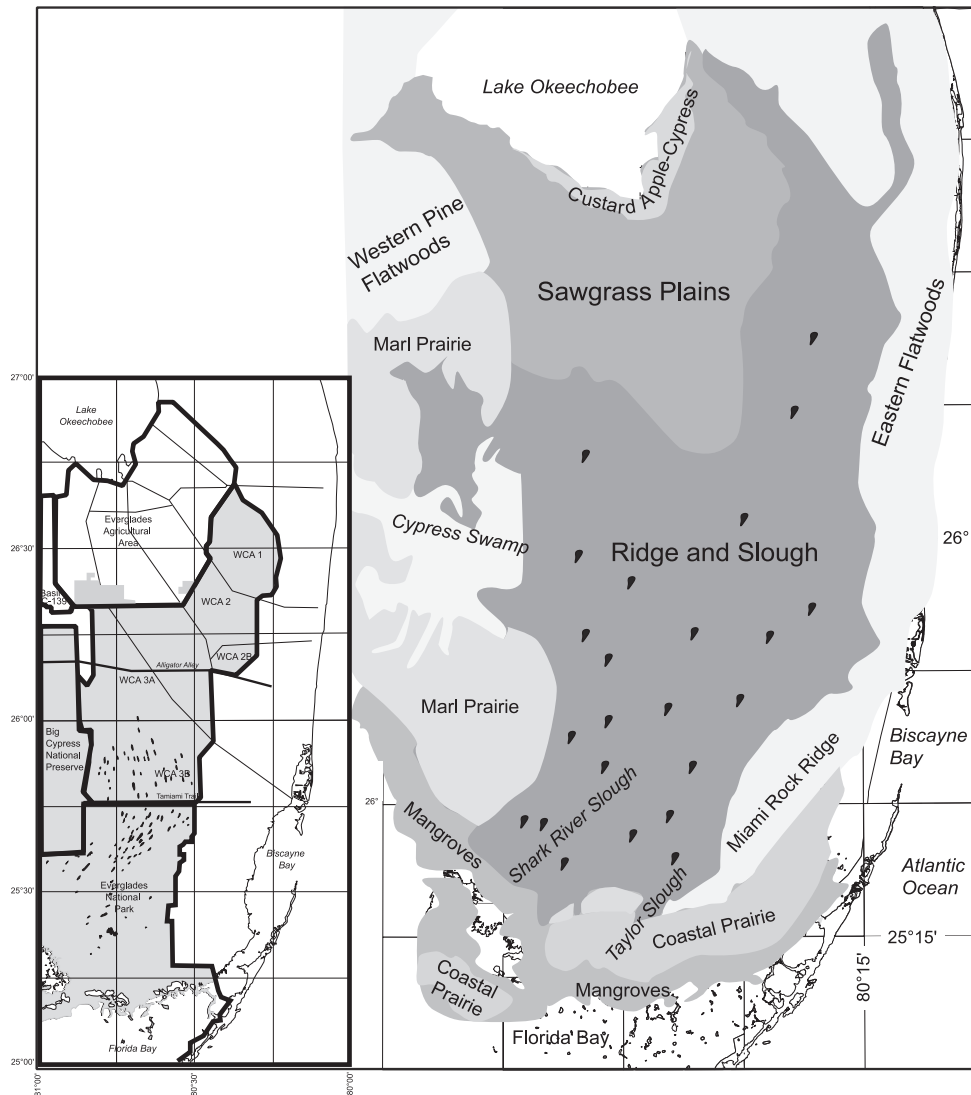 Lake Okeechobee
Custard Apple-Cypress
Western Pine
Flatwoods
Sawgrass Plains
Marl Prairie
Eastern Flatwoods
Cypress Swamp
Ridge and Slough
26°
Marl Prairie
Biscayne
Bay
Miami Rock Ridge
26°
Mangroves
Shark River Slough
Atlantic
Ocean
Taylor Slough
Coastal Prairie
25°15'
80°15'
Coastal
Prairie
Mangroves
Florida Bay
27°00'
Lake
Okeechobee
Everglades
Agricultural
Area
26°30'
WCA 1
Basin
C-139
WCA 2
WCA 2B
Alligator Alley
WCA 3A
26°00'
Big
Cypress
National
Preserve
WCA 3B
Tamiami Trail
Biscayne
Bay
25°30'
Everglades
National
Park
Florida Bay
25°00'
81°00'
80°30'
80°00'